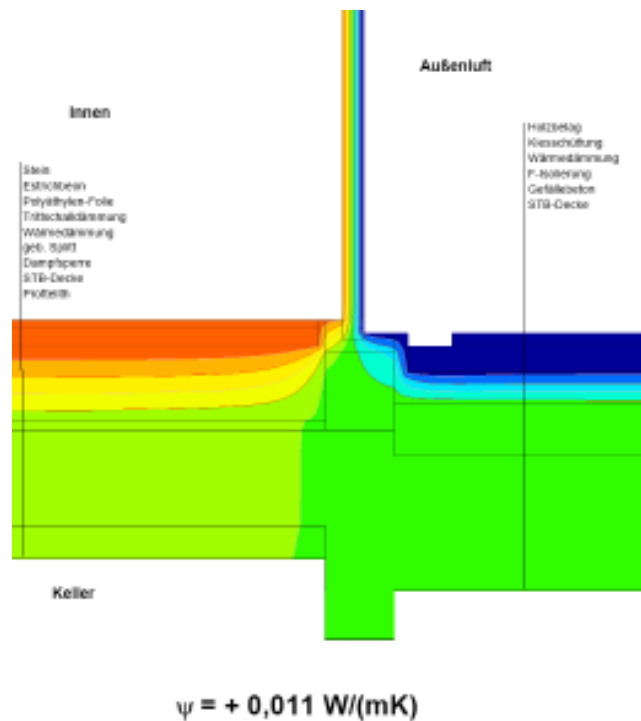 Außenluft
Innen
Holzbelag
Kiesschüttung
Wärmedämmung
F-Isolierung
Gefällebeton
STB-Decke
Stein
Estrichbeton
Polyäthylen-Folie
Trittschalldämmung
Wärmedämmung
geb. Splitt
Dampfsperre
STB-Decke
Keller
ψ = + 0,011 W/(mK)